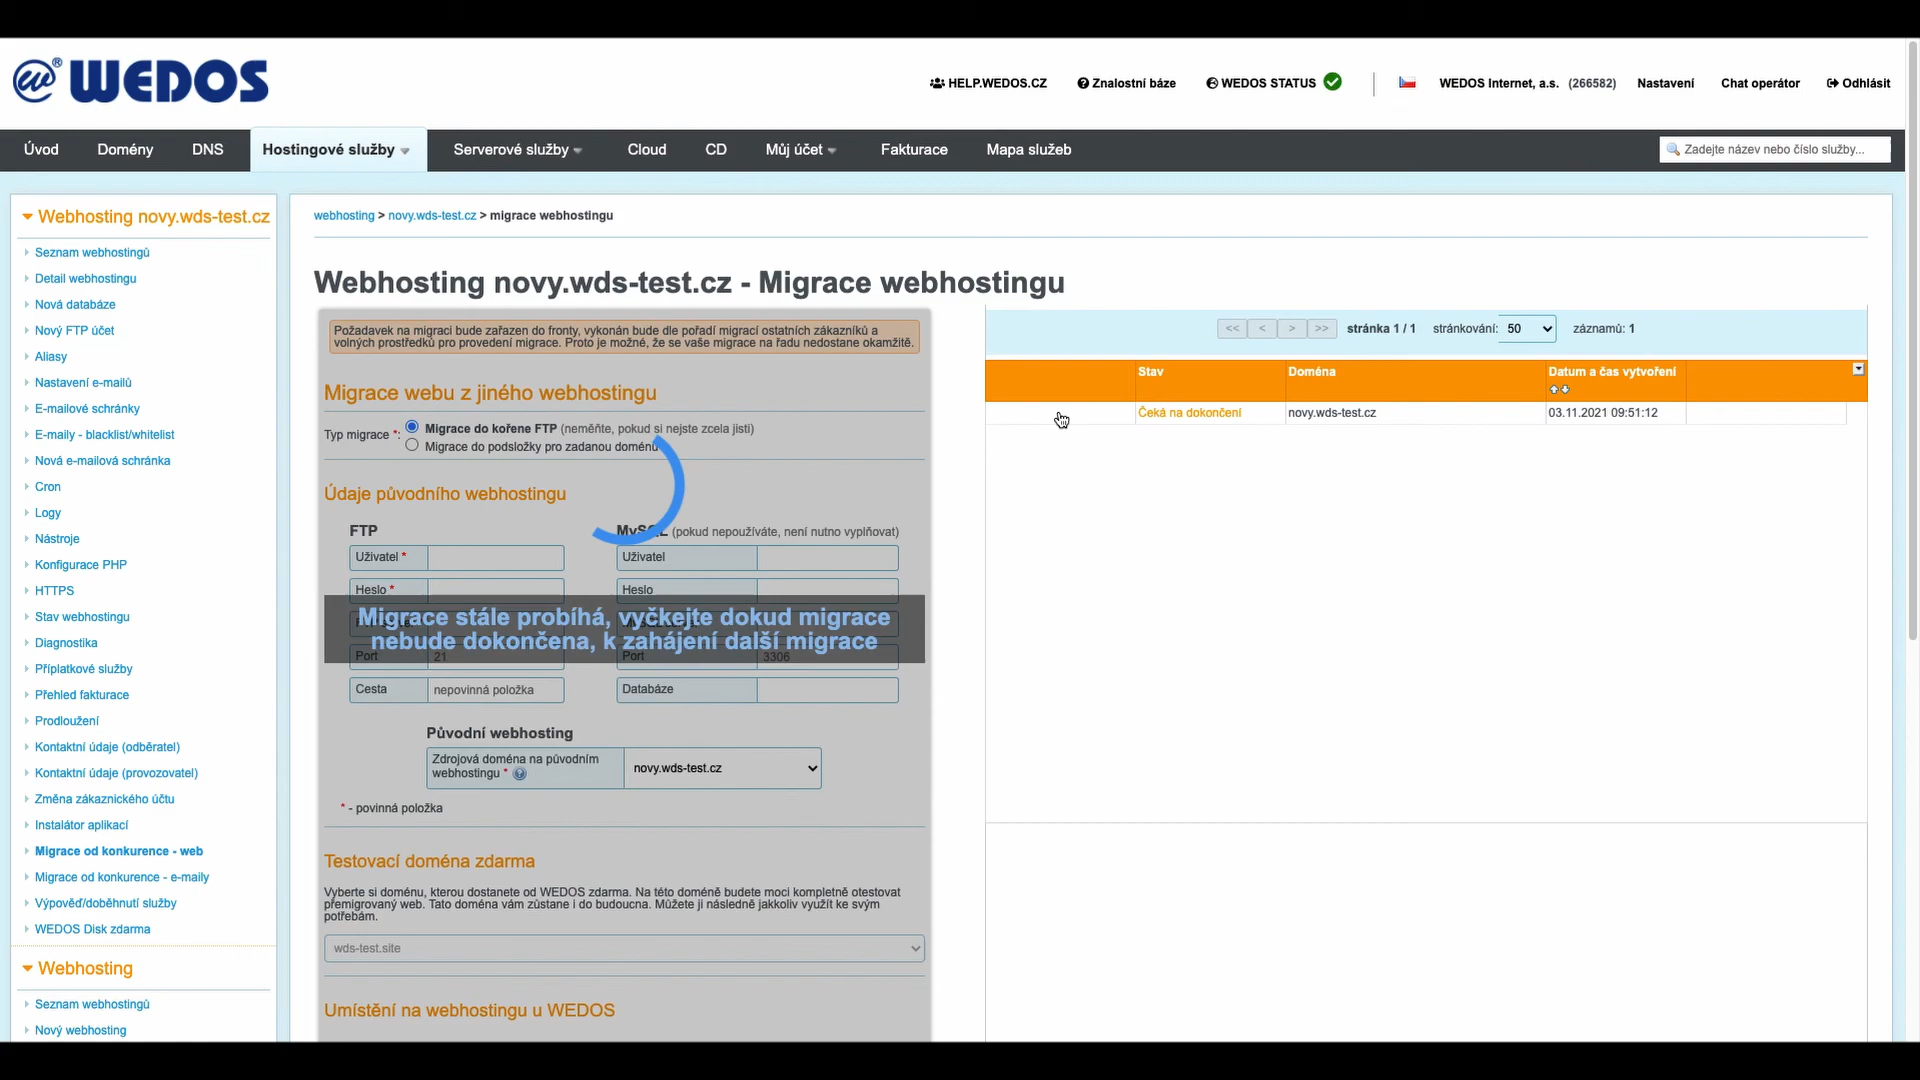 WEDOS
HELP.WEDOS.CZ
Znalostní báze
WEDOS STATUS
WEDOS Internet, a.s. (266582)
Nastavení
Chat operátor
Odhlásit
Úvod
Domény
DNS
Hostingové služby
Serverové služby
Cloud
CD
Můj účet
Fakturace
Mapa služeb
Zadejte název nebo číslo služby...
Webhosting novy.wds-test.cz
Seznam webhostingů
Detail webhostingu
Nová databáze
Nový FTP účet
Aliasy
Nastavení e-mailů
E-mailové schránky
E-maily - blacklist/whitelist
Nová e-mailová schránka
Cron
Logy
Nástroje
Konfigurace PHP
HTTPS
Stav webhostingu
Diagnostika
Příplatkové služby
Přehled fakturace
Prodloužení
Kontaktní údaje (odběratel)
Kontaktní údaje (provozovatel)
Změna zákaznického účtu
Instalátor aplikací
Migrace od konkurence - web
Migrace od konkurence - e-maily
Výpověď/doběhnutí služby
WEDOS Disk zdarma
Webhosting
Seznam webhostingů
Nový webhosting
webhosting > novy.wds-test.cz > migrace webhostingu
Webhosting novy.wds-test.cz - Migrace webhostingu
Požadavek na migraci bude zařazen do fronty, vykonán bude dle pořadí migrací ostatních zákazníků a
volných prostředků pro provedení migrace. Proto je možné, že se vaše migrace na řadu nedostane okamžitě.
Migrace webu z jiného webhostingu
Typ migrace *:
Migrace do kořene FTP (neměňte, pokud si nejste zcela jisti)
Migrace do podsložky pro zadanou doménu
Údaje původního webhostingu
FTP
MySQL (pokud nepoužíváte, není nutno vyplňovat)
Uživatel *
Uživatel
Heslo *
Heslo
Migrace stále probíhá, vyčkejte dokud migrace
nebude dokončena, k zahájení další migrace
Port 21
Port 3306
Cesta nepovinná položka
Databáze
Původní webhosting
Zdrojová doména na původním
webhostingu *
novy.wds-test.cz
* - povinná položka
Testovací doména zdarma
Vyberte si doménu, kterou dostanete od WEDOS zdarma. Na této doméně budete moci kompletně otestovat
přemigrovaný web. Tato doména vám zůstane i do budoucna. Můžete ji následně jakkoliv využít ke svým
potřebám.
wds-test.site
Umístění na webhostingu u WEDOS
<< < > >> stránka 1 / 1 stránkování: 50 záznamů: 1
Stav Doména Datum a čas vytvoření
Čeká na dokončení novy.wds-test.cz 03.11.2021 09:51:12